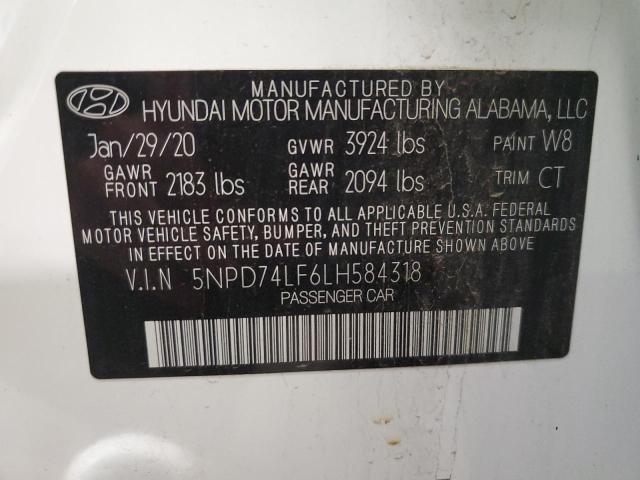 MANUFACTURED BY
HYUNDAI MOTOR MANUFACTURING ALABAMA, LLC
Jan/29/20 GVWR 3924 lbs PAINT W8
GAWR FRONT 2183 lbs GAWR REAR 2094 lbs TRIM CT
THIS VEHICLE CONFORMS TO ALL APPLICABLE U.S.A. FEDERAL
MOTOR VEHICLE SAFETY, BUMPER, AND THEFT PREVENTION STANDARDS
IN EFFECT ON THE DATE OF MANUFACTURE SHOWN ABOVE
V.I.N 5NPD74LF6LH584318
PASSENGER CAR